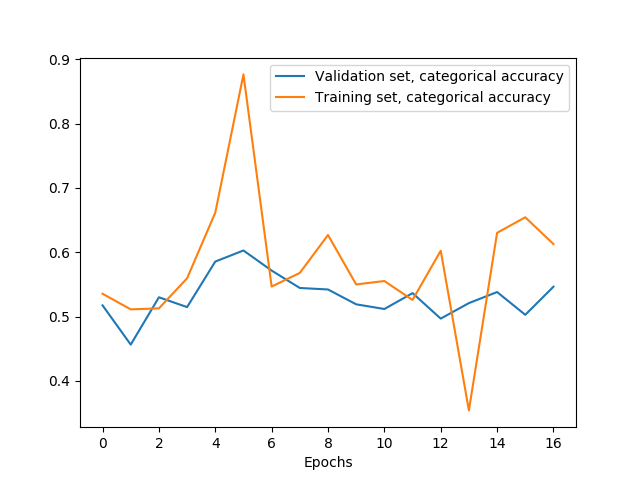 Validation set, categorical accuracy
Training set, categorical accuracy
0.9
0.8
0.7
0.6
0.5
0.4
0 2 4 6 8 10 12 14 16
Epochs